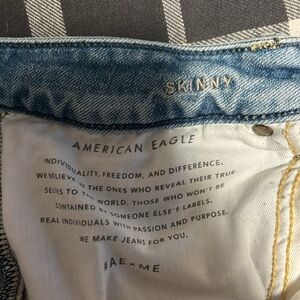 SKINNY
AMERICAN EAGLE
INDIVIDUALITY, FREEDOM, AND DIFFERENCE.
WE BELIEVE IN THE ONES WHO REVEAL THEIR TRUE
SELVES TO THE WORLD. THOSE WHO WON'T BE
CONTAINED BY SOMEONE ELSE'S LABELS.
REAL INDIVIDUALS WITH PASSION AND PURPOSE.
WE MAKE JEANS FOR YOU.
#AE×ME